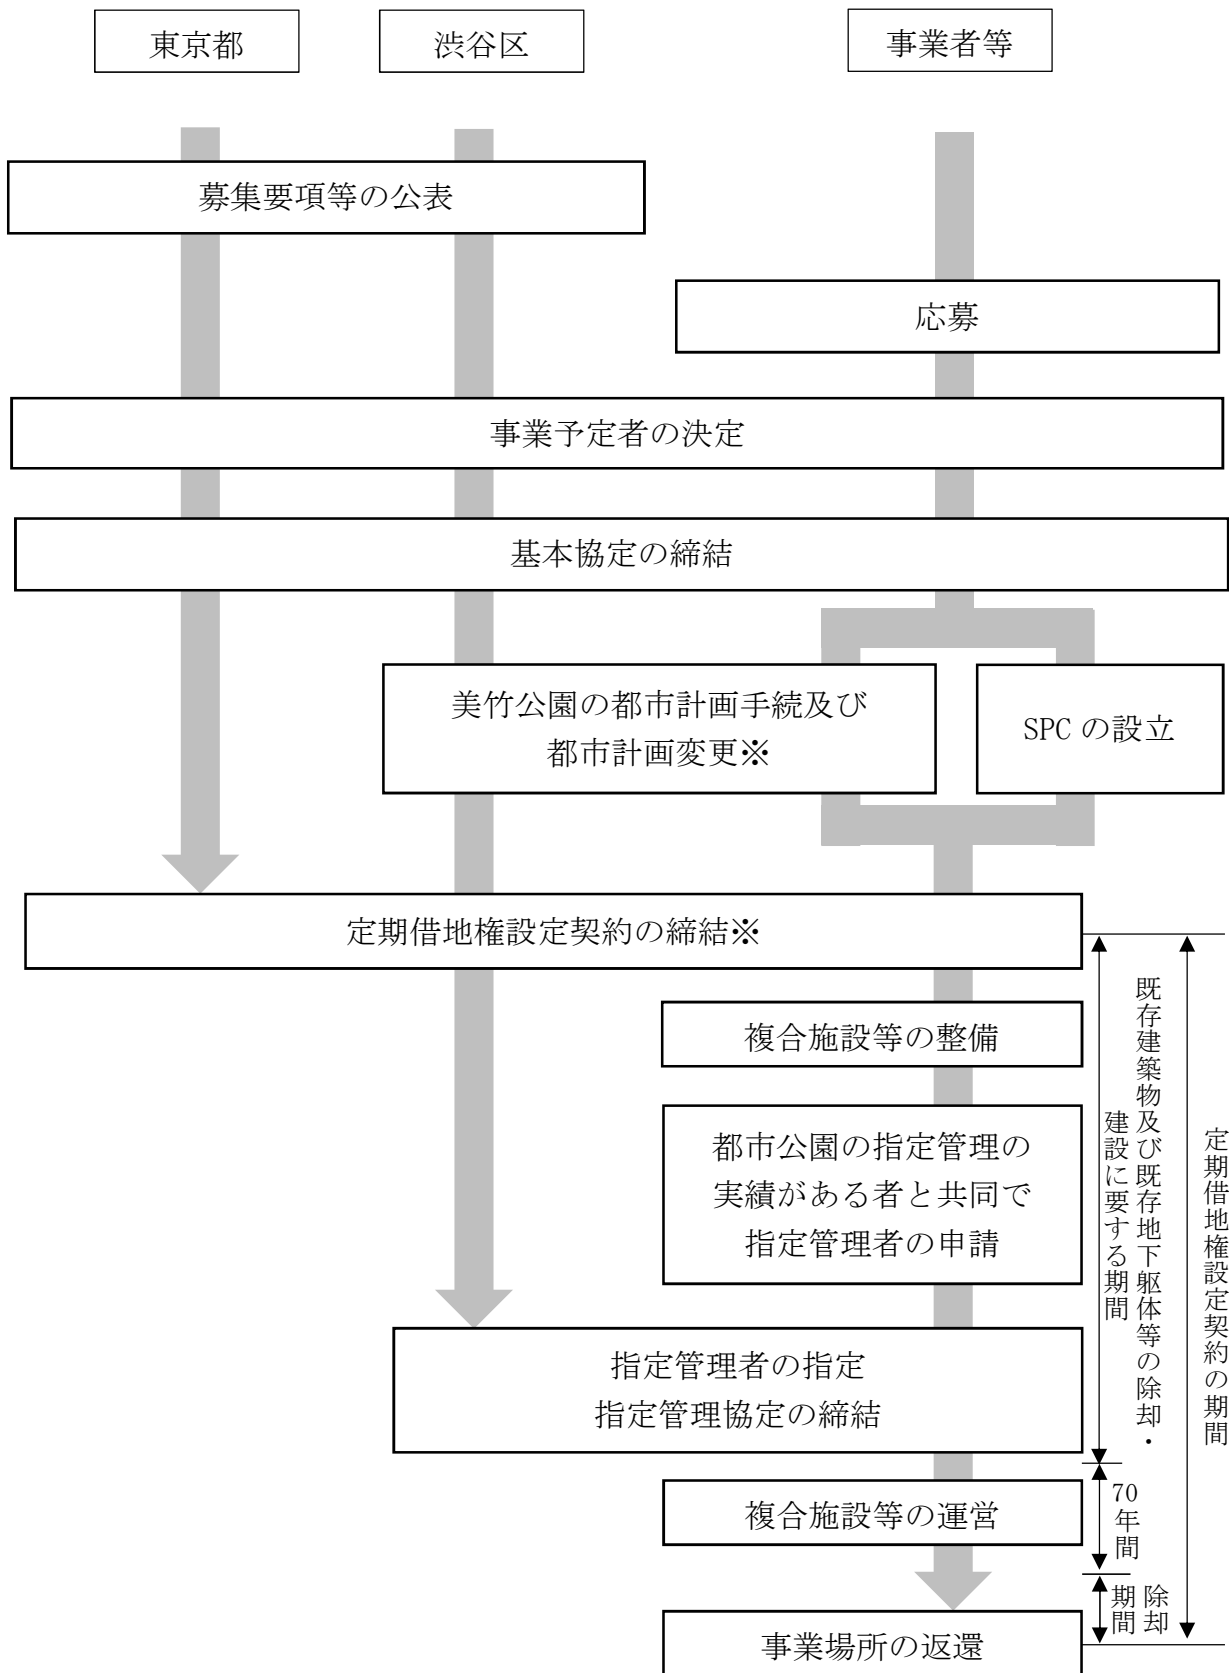 東京都
渋谷区
事業者等
募集要項等の公表
応募
事業予定者の決定
基本協定の締結
美竹公園の都市計画手続及び
都市計画変更※
SPC の設立
定期借地権設定契約の締結※
複合施設等の整備
都市公園の指定管理の
実績がある者と共同で
指定管理者の申請
指定管理者の指定
指定管理協定の締結
複合施設等の運営
事業場所の返還
既存建築物及び既存地下躯体等の除却・
建設に要する期間
70
年間
除却
期間
定期借地権設定契約の期間